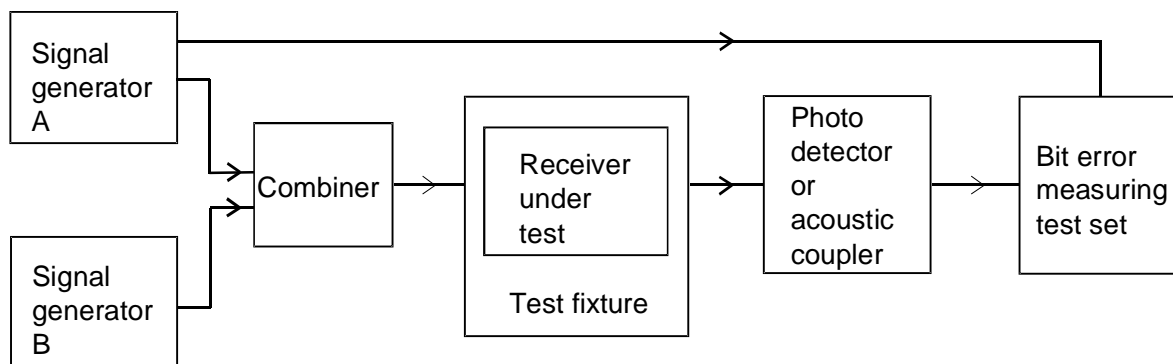 Signal
generator
A
Combiner
Signal
generator
B
Receiver
under
test
Test fixture
Photo
detector
or
acoustic
coupler
Bit error
measuring
test set